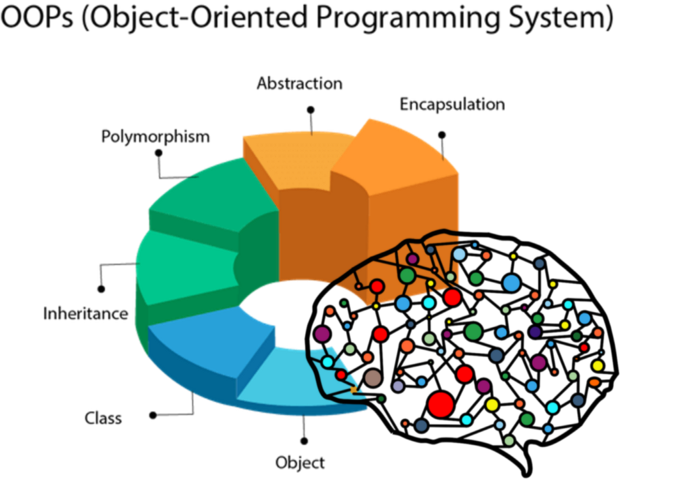 OOPs (Object-Oriented Programming System)
Abstraction
Encapsulation
Polymorphism
Inheritance
Class
Object